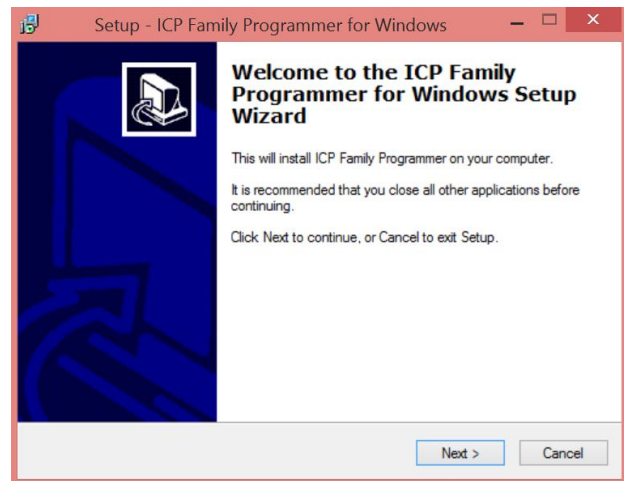 Setup - ICP Family Programmer for Windows
Welcome to the ICP Family
Programmer for Windows Setup
Wizard
This will install ICP Family Programmer on your computer.
It is recommended that you close all other applications before
continuing.
Click Next to continue, or Cancel to exit Setup.
Next >
Cancel